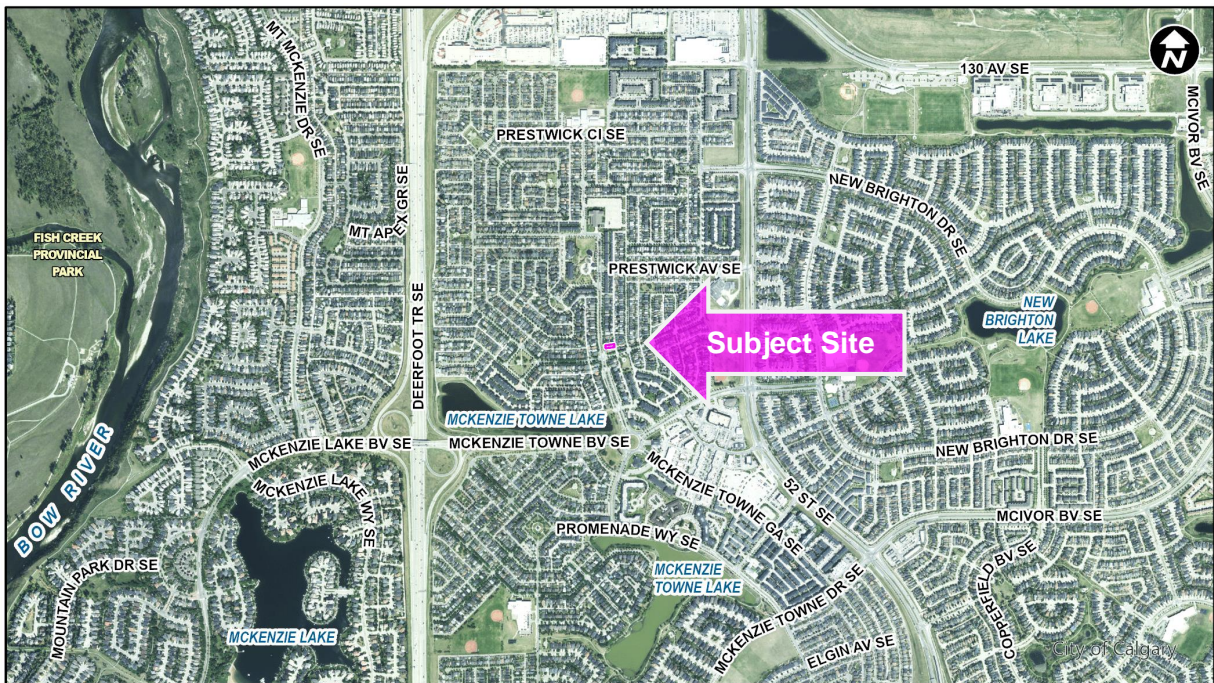 N
130 AV SE
MT MCKENZIE DR SE
MCIVOR BV SE
PRESTWICK CI SE
NEW BRIGHTON DR SE
MT APEX GR SE
FISH CREEK
PROVINCIAL
PARK
PRESTWICK AV SE
DEERFOOT TR SE
NEW
BRIGHTON
LAKE
Subject Site
MCKENZIE TOWNE LAKE
MCKENZIE LAKE BV SE
MCKENZIE TOWNE BV SE
NEW BRIGHTON DR SE
BOW RIVER
MCKENZIE LAKE WY SE
MCKENZIE TOWNE GA SE
52 ST SE
MCIVOR BV SE
PROMENADE WY SE
MOUNTAIN PARK DR SE
MCKENZIE
TOWNE LAKE
COPPERFIELD BV SE
MCKENZIE TOWNE DR SE
MCKENZIE LAKE
ELGIN AV SE
City of Calgary